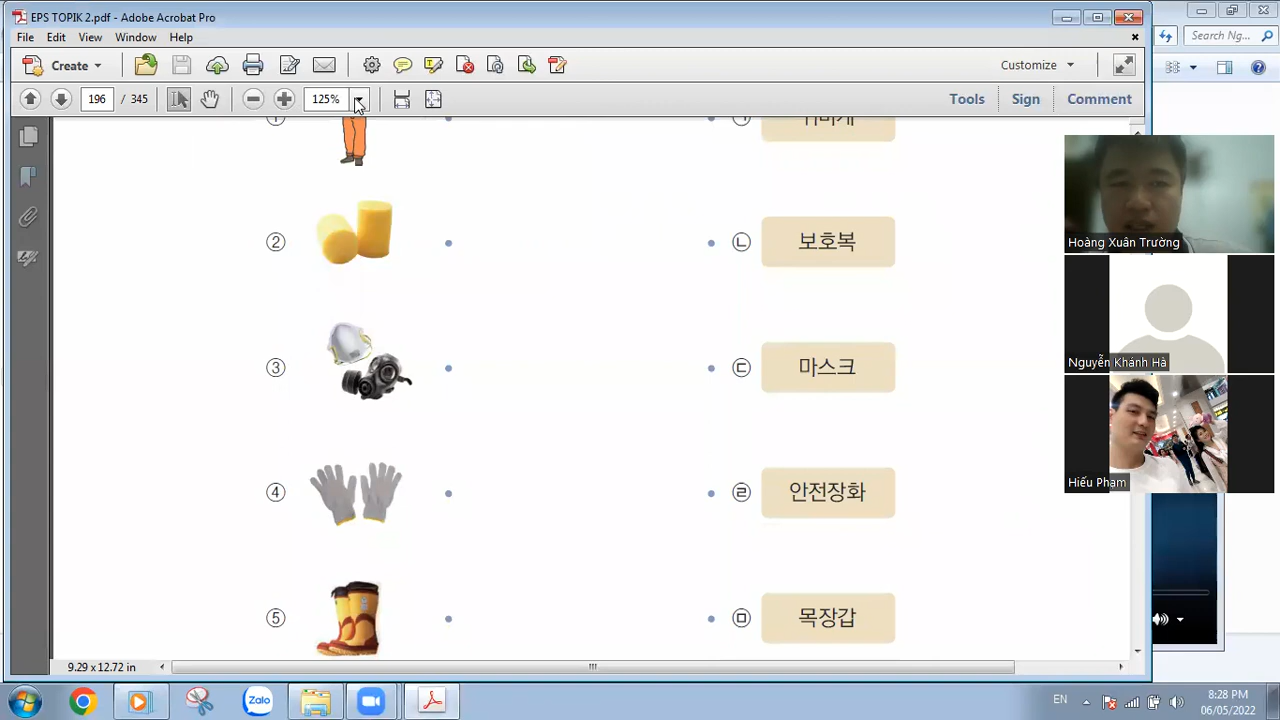 EPS TOPIK 2.pdf - Adobe Acrobat Pro
Search Ng...
File Edit View Window Help
Create
Customize
196 / 345
125%
Tools Sign Comment
①
② ㉡ 보호복
③ ㉢ 마스크
④ ㉣ 안전장화
⑤ ㉤ 목장갑
Hoàng Xuân Trường
Nguyễn Khánh Hà
Hiếu Phạm
9.29 x 12.72 in
Zalo
EN
8:28 PM
06/05/2022